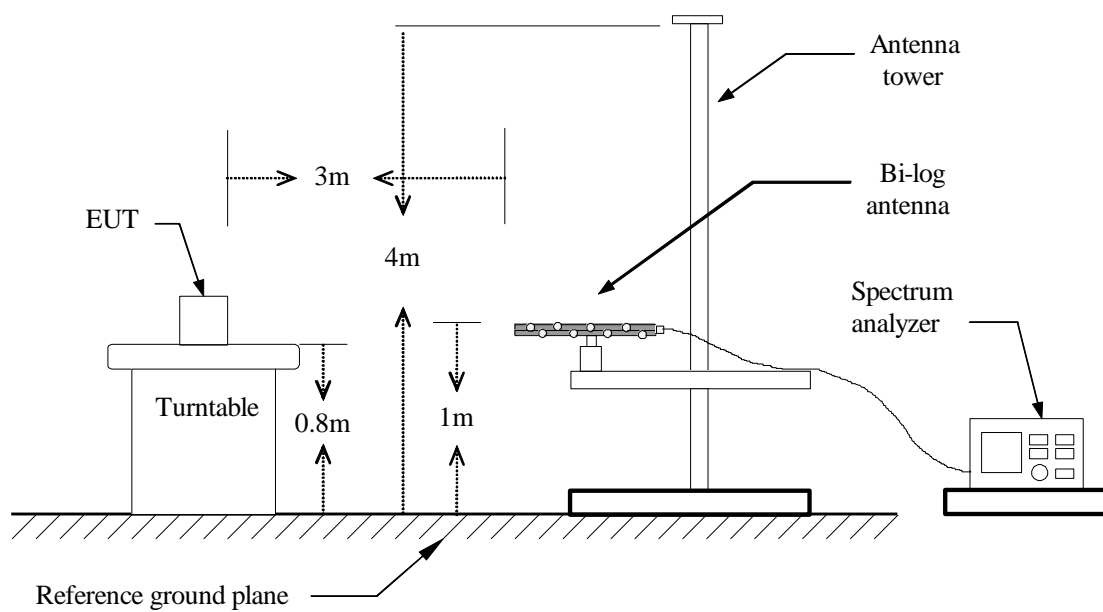 Antenna
tower
3m
Bi-log
antenna
EUT
4m
Spectrum
analyzer
Turntable
0.8m
1m
Reference ground plane